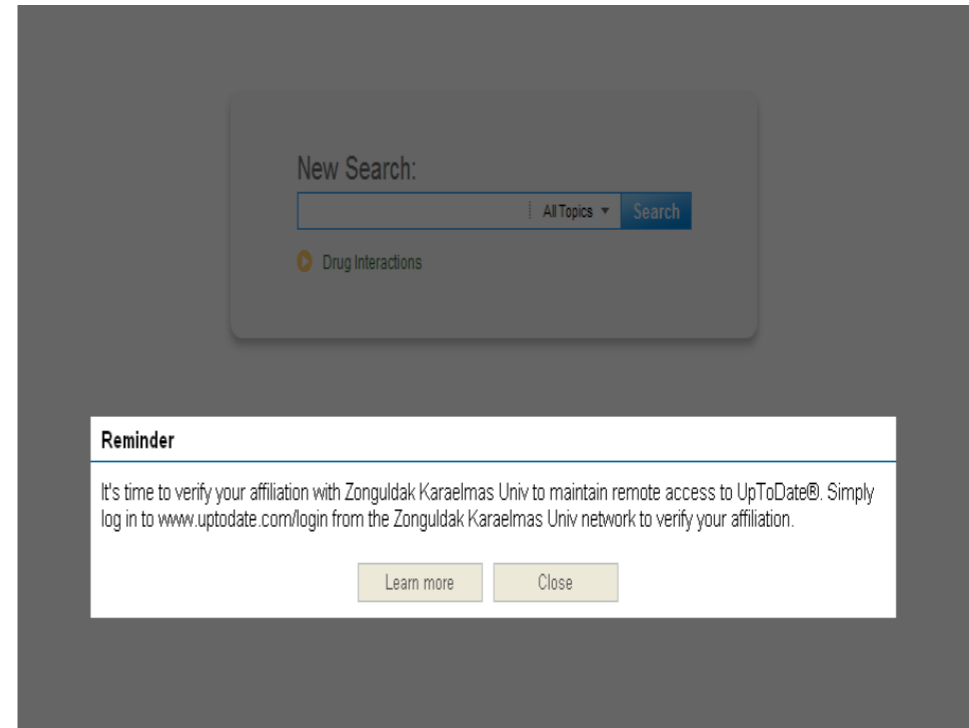 New Search:
All Topics Search
Drug Interactions
Reminder
It's time to verify your affiliation with Zonguldak Karaelmas Univ to maintain remote access to UpToDate®. Simply
log in to www.uptodate.com/login from the Zonguldak Karaelmas Univ network to verify your affiliation.
Learn more Close